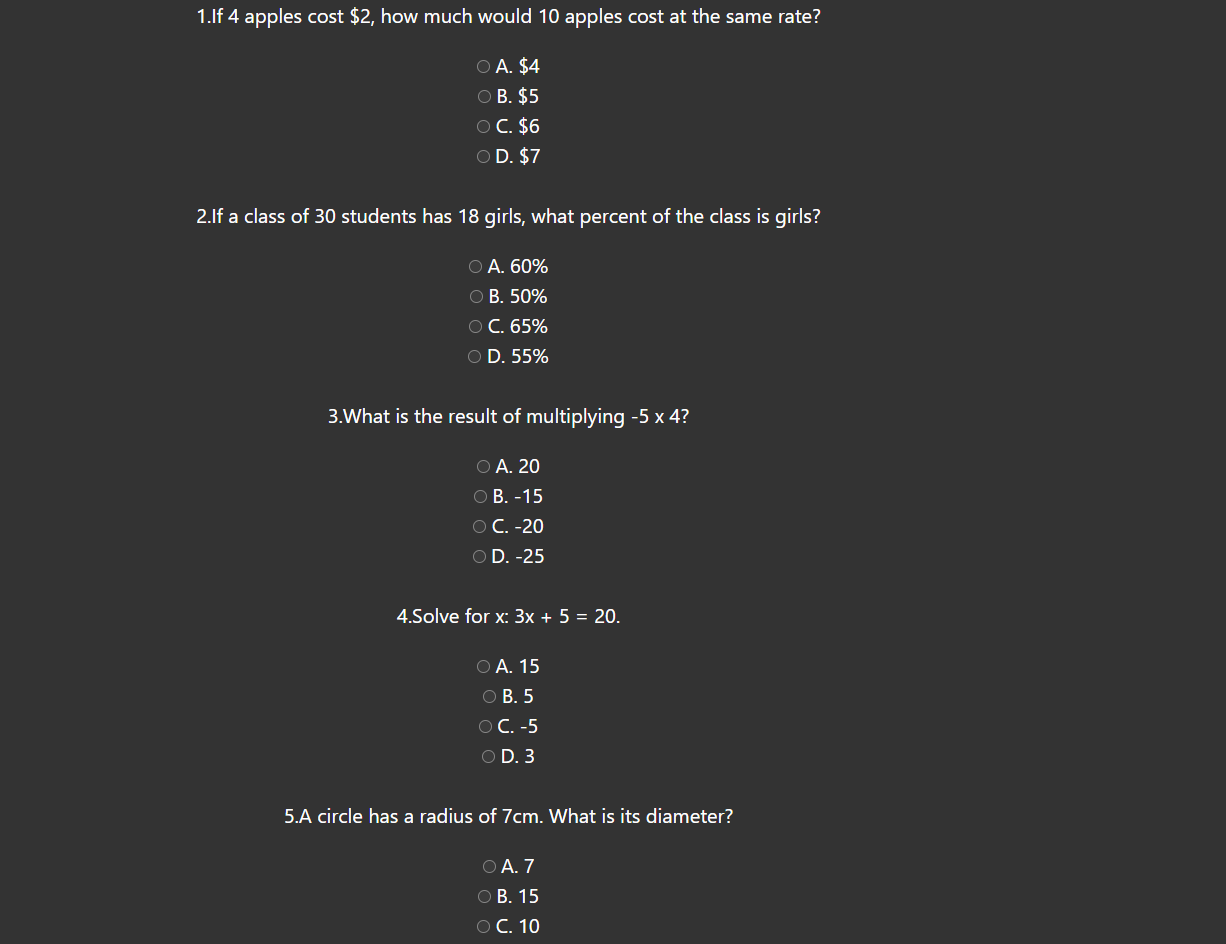 1.If 4 apples cost $2, how much would 10 apples cost at the same rate?
A. $4
B. $5
C. $6
D. $7
2.If a class of 30 students has 18 girls, what percent of the class is girls?
A. 60%
B. 50%
C. 65%
D. 55%
3.What is the result of multiplying -5 x 4?
A. 20
B. -15
C. -20
D. -25
4.Solve for x: 3x + 5 = 20.
A. 15
B. 5
C. -5
D. 3
5.A circle has a radius of 7cm. What is its diameter?
A. 7
B. 15
C. 10